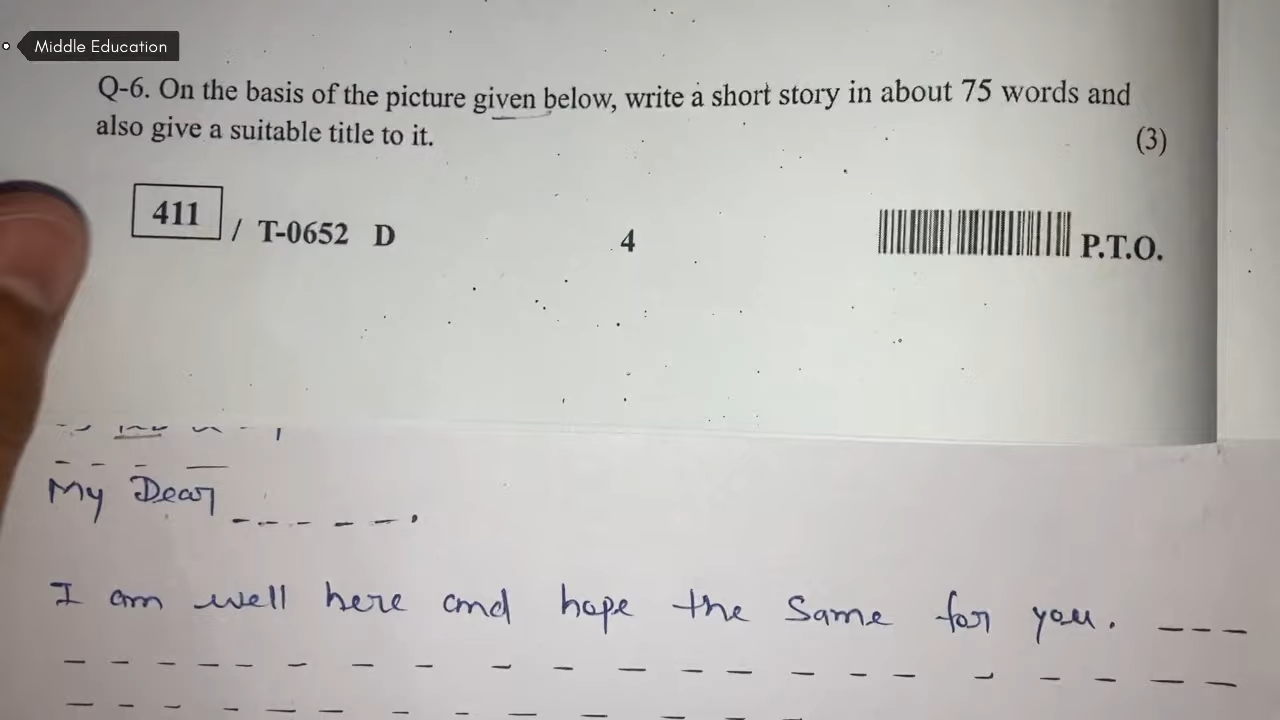 Middle Education
Q-6. On the basis of the picture given below, write a short story in about 75 words and
also give a suitable title to it.
(3)
411 / T-0652 D
4
P.T.O.
My Dear _ _ _ _ _ .
I am well here and hope the same for you. _ _ _